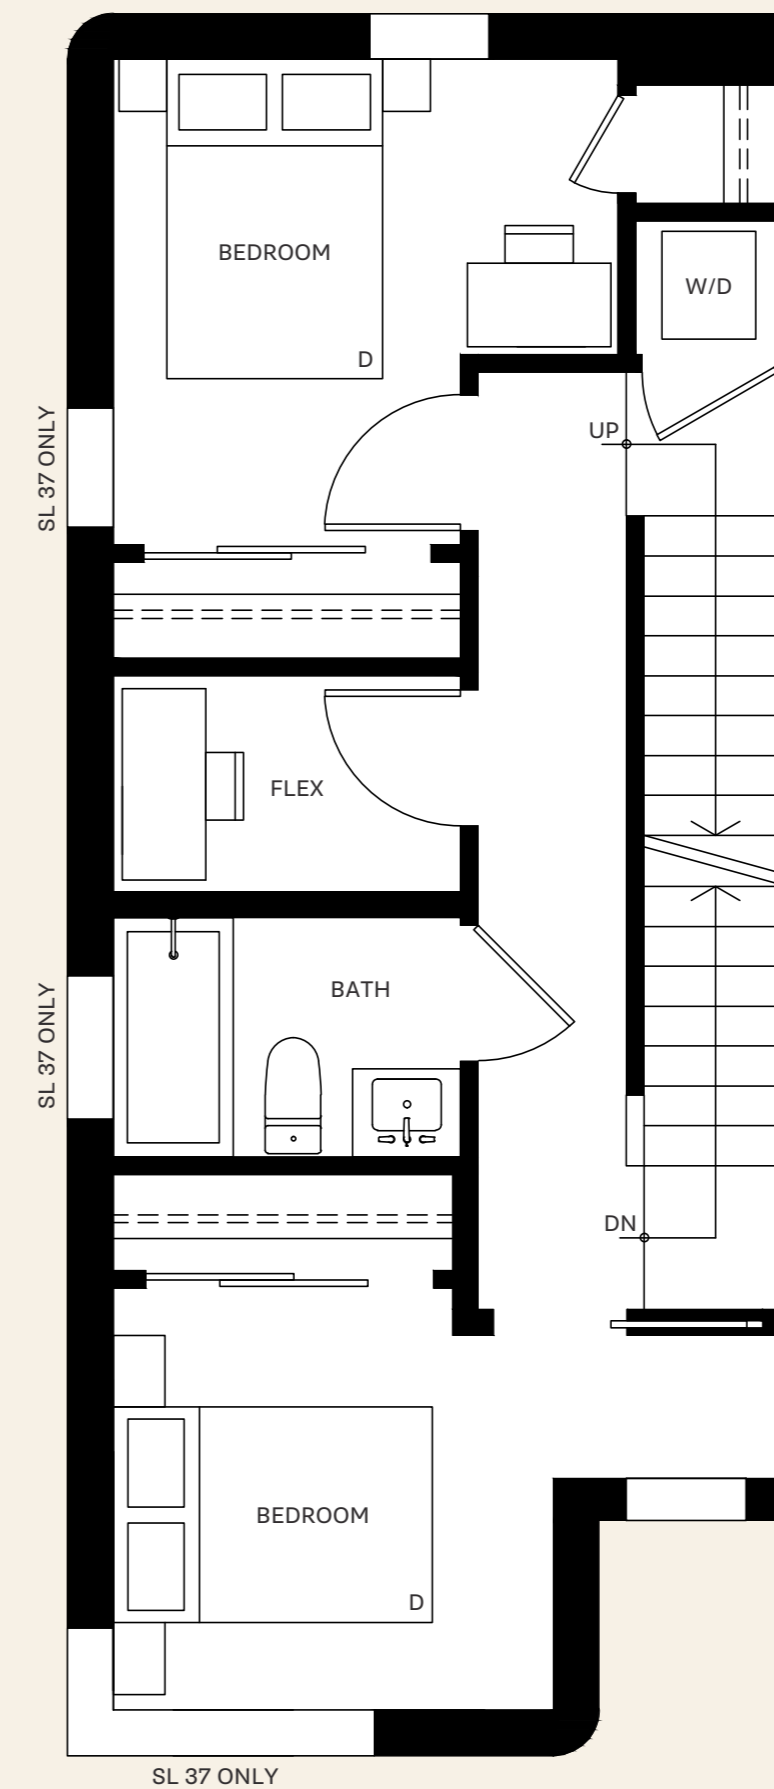 BEDROOM
W/D
D
SL 37 ONLY
UP
FLEX
BATH
SL 37 ONLY
DN
BEDROOM
D
SL 37 ONLY